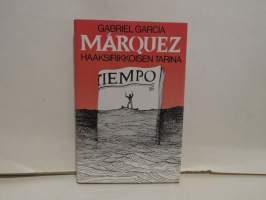 GABRIEL GARCÍA
MÁRQUEZ
HAAKSIRIKKOISEN TARINA
TIEMPO